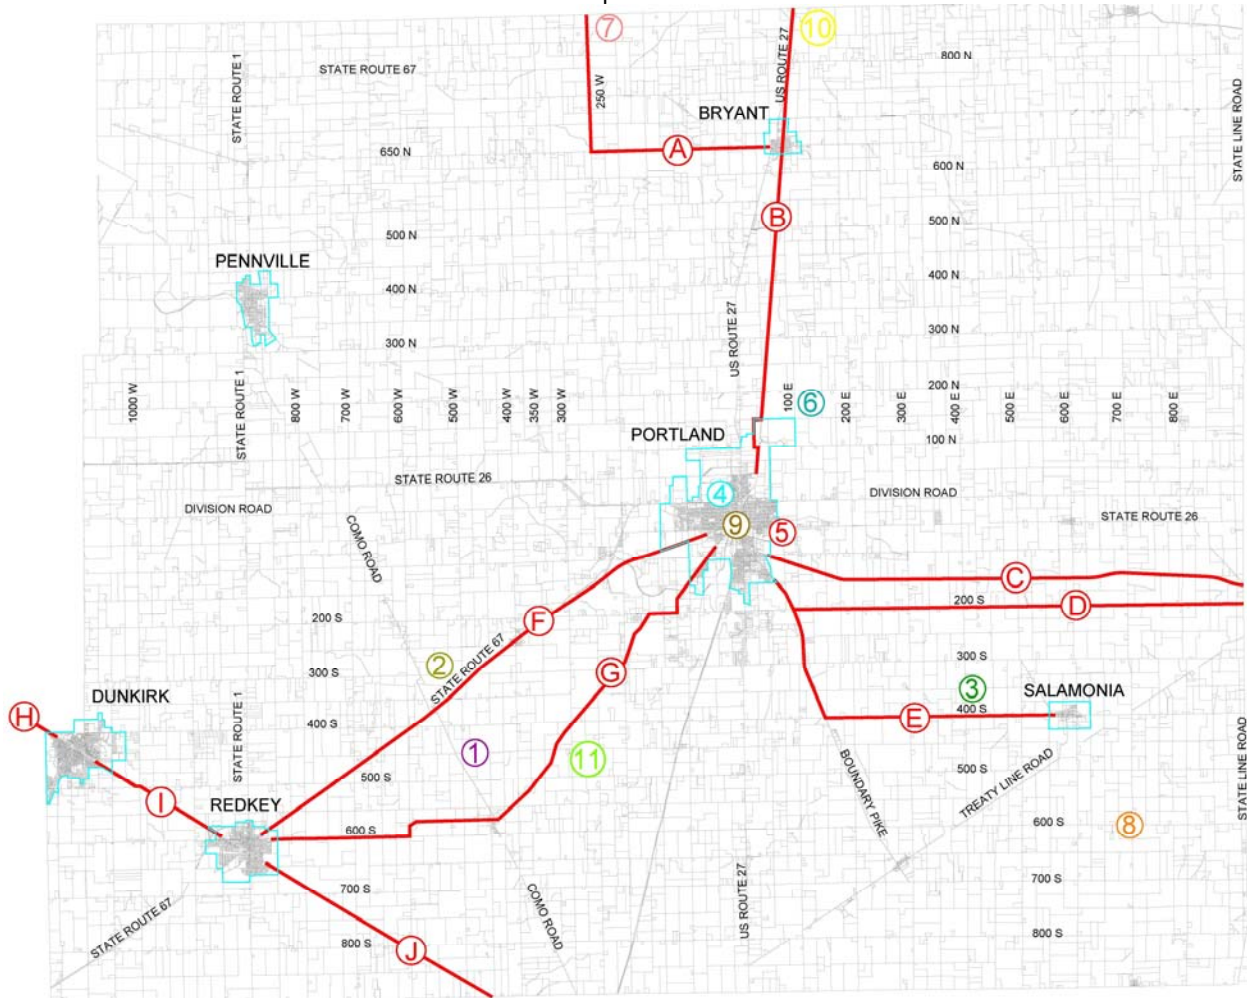 7
10
800 N
STATE ROUTE 1
STATE ROUTE 67
250 W
US ROUTE 27
STATE LINE ROAD
BRYANT
650 N
A
600 N
B
500 N
500 N
PENNVILLE
400 N
400 N
300 N
300 N
US ROUTE 27
STATE ROUTE 1
1000 W
800 W
700 W
600 W
500 W
400 W
350 W
300 W
100 E
6
200 E
300 E
400 E
200 N
600 E
700 E
800 E
PORTLAND
100 N
STATE ROUTE 26
4
DIVISION ROAD
DIVISION ROAD
STATE ROUTE 26
9
5
COMO ROAD
C
200 S
D
200 S
F
2
STATE ROUTE 67
300 S
300 S
G
3
SALAMONIA
DUNKIRK
H
400 S
400 S
E
STATE ROUTE 1
1
11
500 S
500 S
BOUNDARY PIKE
TREATY LINE ROAD
STATE LINE ROAD
I
REDKEY
600 S
600 S
8
700 S
700 S
STATE ROUTE 67
COMO ROAD
US ROUTE 27
800 S
800 S
J